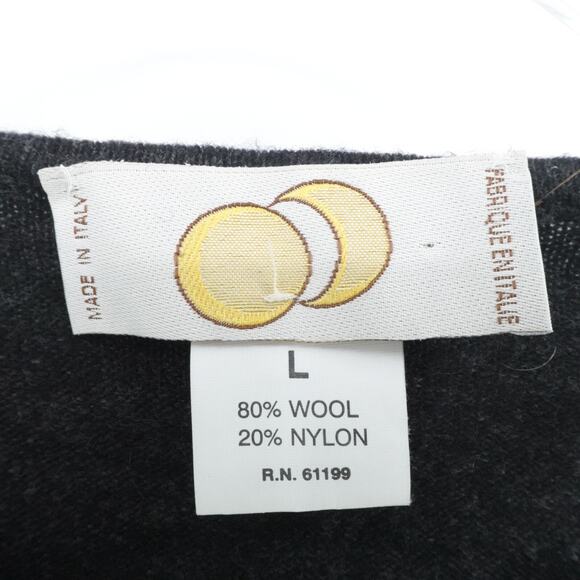 MADE IN ITALY
FABRIQUE EN ITALIE
L
80% WOOL
20% NYLON
R.N. 61199